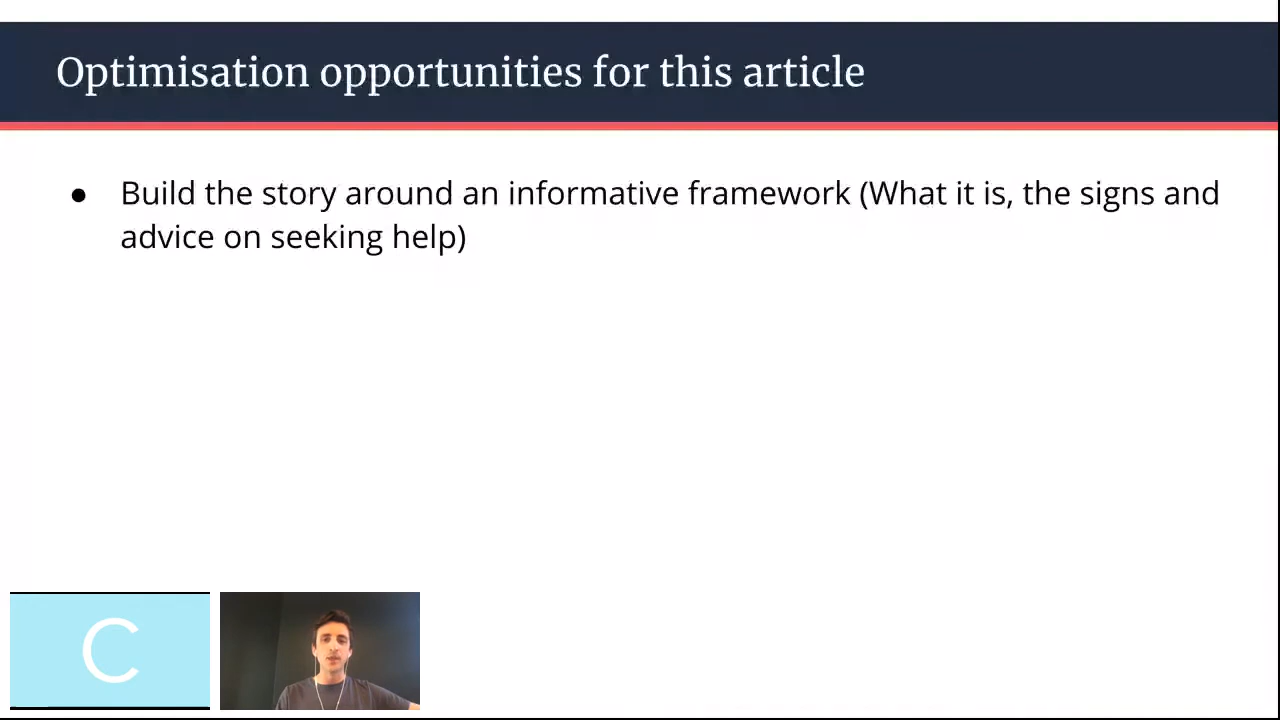 Optimisation opportunities for this article
● Build the story around an informative framework (What it is, the signs and
advice on seeking help)
C